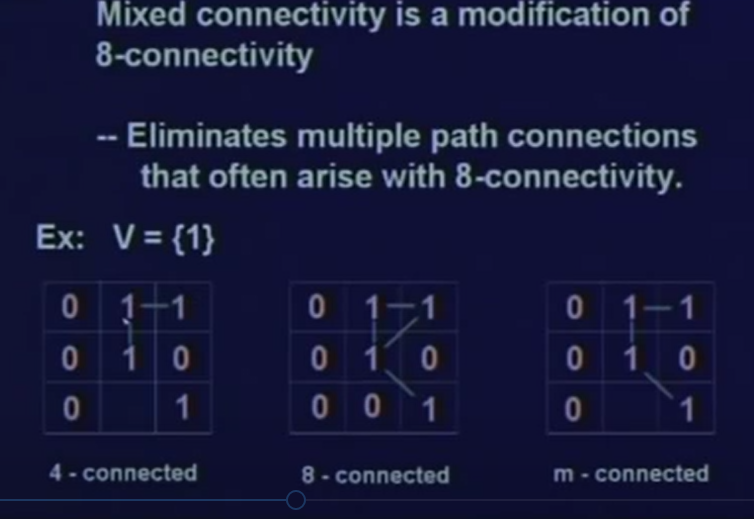 Mixed connectivity is a modification of
8-connectivity
-- Eliminates multiple path connections
that often arise with 8-connectivity.
Ex: V = {1}
0 1 1 0 1 1 0 1 1
0 1 0 0 1 0 0 1 0
0 1 0 0 1 0 1
4 - connected 8 - connected m - connected